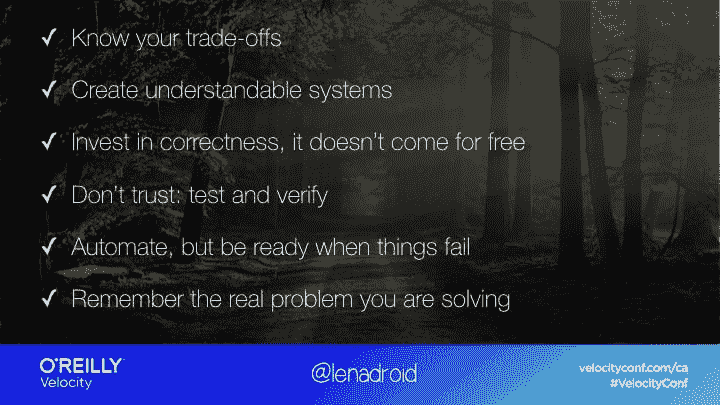 ✓ Know your trade-offs
✓ Create understandable systems
✓ Invest in correctness, it doesn't come for free
✓ Don't trust: test and verify
✓ Automate, but be ready when things fail
✓ Remember the real problem you are solving
O'REILLY
Velocity
@lenadroid
velocityconf.com/ca
#VelocityConf